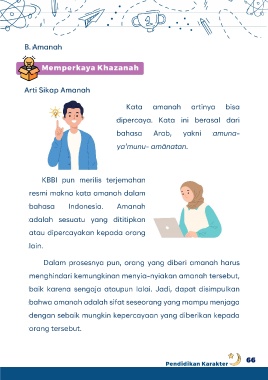 B. Amanah
Memperkaya Khazanah
Arti Sikap Amanah
Kata amanah artinya bisa
dipercaya. Kata ini berasal dari
bahasa Arab, yakni amuna-
ya'munu- amānatan.
KBBI pun merilis terjemahan
resmi makna kata amanah dalam
bahasa Indonesia. Amanah
adalah sesuatu yang dititipkan
atau dipercayakan kepada orang
lain.
Dalam prosesnya pun, orang yang diberi amanah harus
menghindari kemungkinan menyia-nyiakan amanah tersebut,
baik karena sengaja ataupun lalai. Jadi, dapat disimpulkan
bahwa amanah adalah sifat seseorang yang mampu menjaga
dengan sebaik mungkin kepercayaan yang diberikan kepada
orang tersebut.
Pendidikan Karakter 66